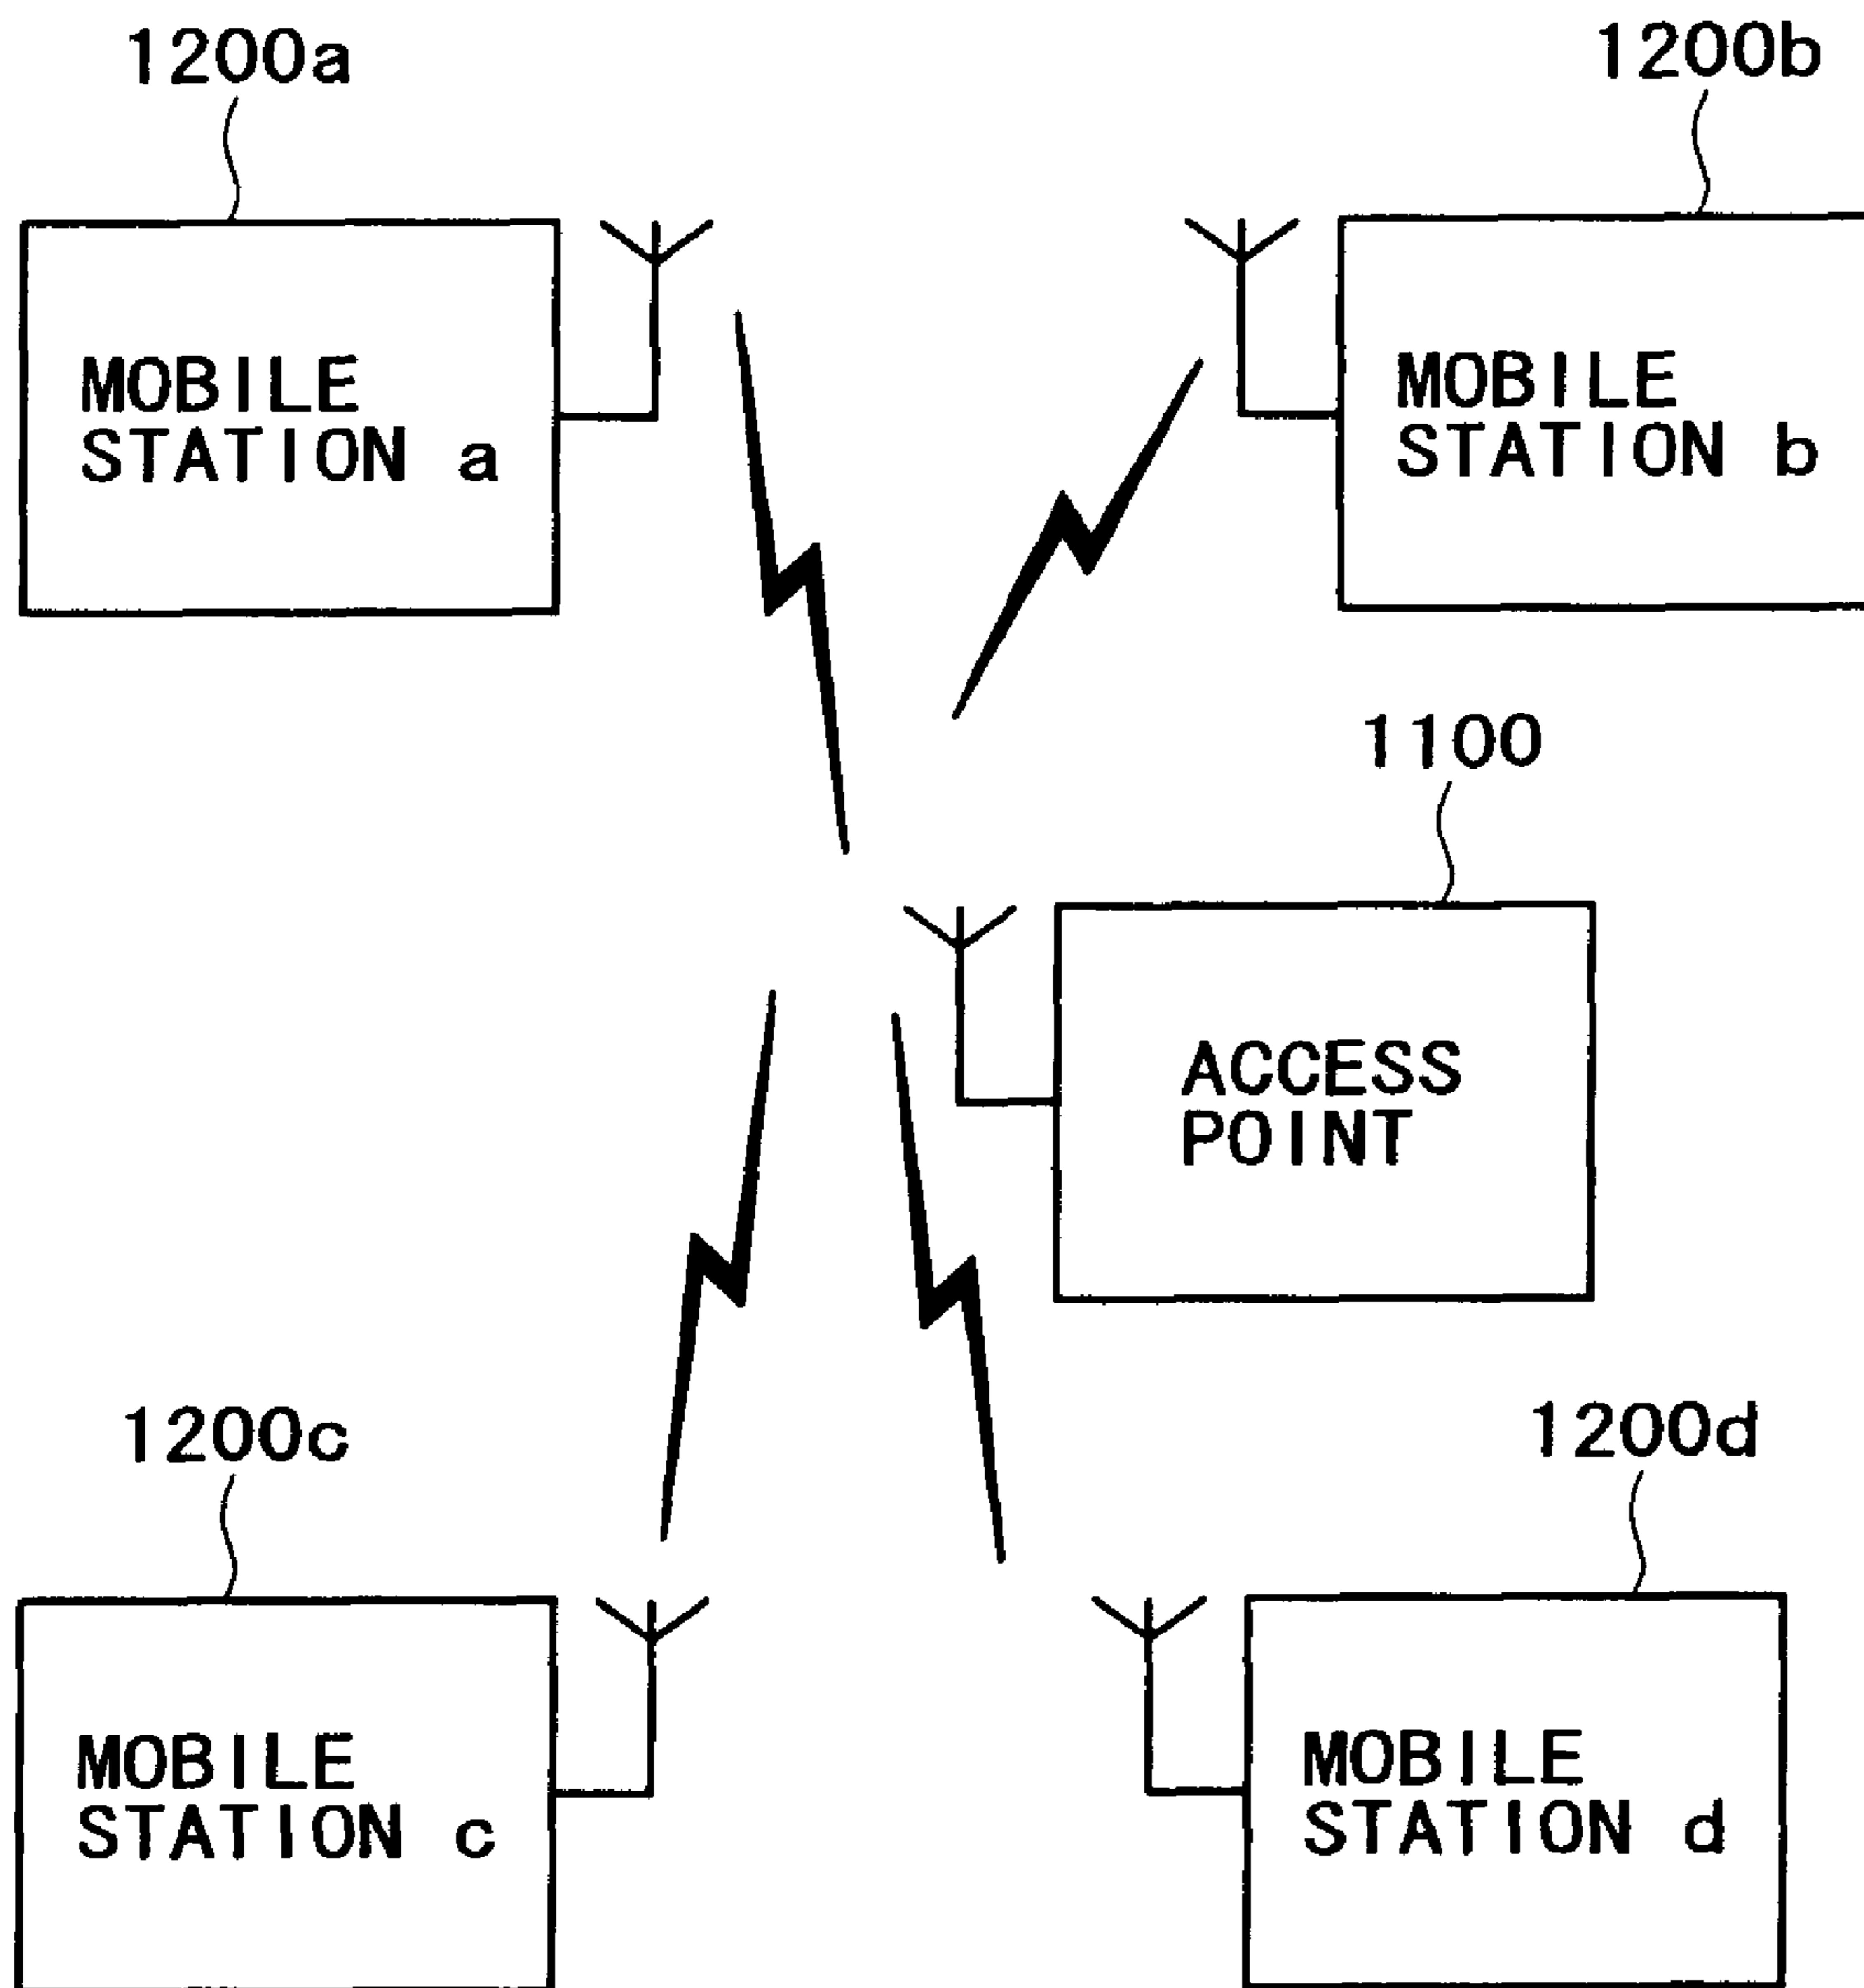 1200a
1200b
MOBILE
STATION a
MOBILE
STATION b
1100
ACCESS
POINT
1200c
1200d
MOBILE
STATION c
MOBILE
STATION d